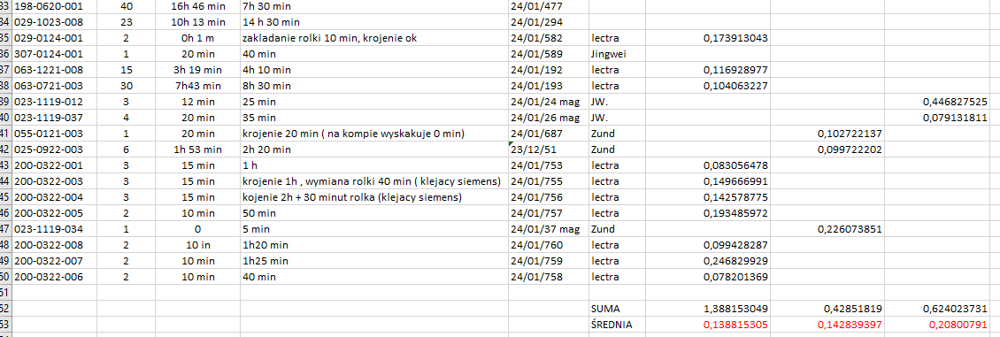 33 198-0620-001 40 16h 46 min 7h 30 min 24/01/477
34 029-1023-008 23 10h 13 min 14 h 30 min 24/01/294
35 029-0124-001 2 0h 1 m zakladanie rolki 10 min, krojenie ok 24/01/582 lectra 0,173913043
36 307-0124-001 1 20 min 40 min 24/01/589 Jingwei
37 063-1221-008 15 3h 19 min 4h 10 min 24/01/192 lectra 0,116928977
38 063-0721-003 30 7h43 min 8h 30 min 24/01/193 lectra 0,104063227
39 023-1119-012 3 12 min 25 min 24/01/24 mag JW. 0,446827525
40 023-1119-037 4 20 min 35 min 24/01/26 mag JW. 0,079131811
41 055-0121-003 1 20 min krojenie 20 min ( na kompie wyskakuje 0 min) 24/01/687 Zund 0,102722137
42 025-0922-003 6 1h 53 min 2h 20 min 23/12/51 Zund 0,099722202
43 200-0322-001 3 15 min 1 h 24/01/753 lectra 0,083056478
44 200-0322-003 3 15 min krojenie 1h , wymiana rolki 40 min ( klejacy siemens) 24/01/755 lectra 0,149666991
45 200-0322-004 3 15 min kojenie 2h + 30 minut rolka (klejacy siemens) 24/01/756 lectra 0,142578775
46 200-0322-005 2 10 min 50 min 24/01/757 lectra 0,193485972
47 023-1119-034 1 0 5 min 24/01/37 mag Zund 0,226073851
48 200-0322-008 2 10 in 1h20 min 24/01/760 lectra 0,099428287
49 200-0322-007 2 10 min 1h25 min 24/01/759 lectra 0,246829929
50 200-0322-006 2 10 min 40 min 24/01/758 lectra 0,078201369
51
52 SUMA 1,388153049 0,42851819 0,624023731
53 ŚREDNIA 0,138815305 0,142839397 0,20800791